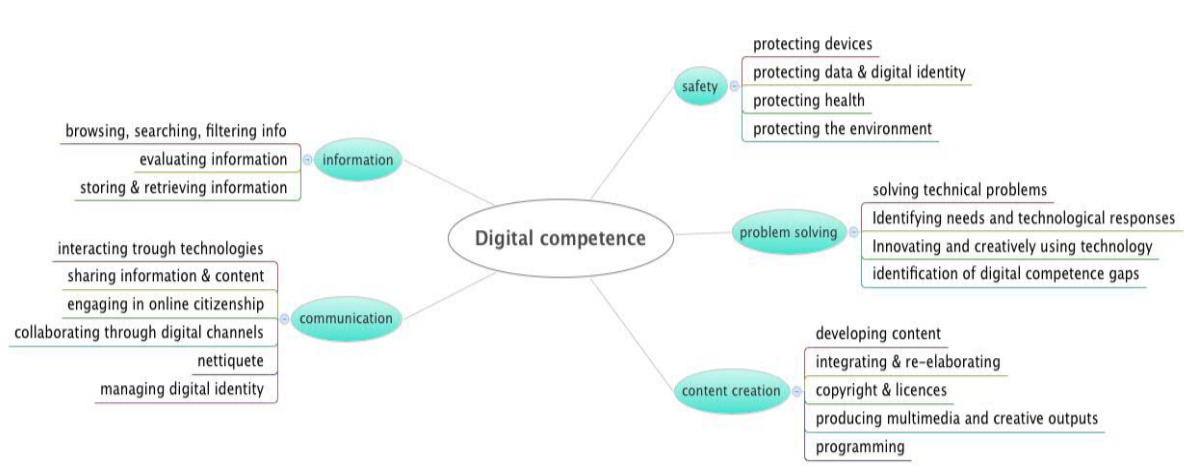 Digital competence
information
browsing, searching, filtering info
evaluating information
storing & retrieving information
communication
interacting trough technologies
sharing information & content
engaging in online citizenship
collaborating through digital channels
nettiquete
managing digital identity
safety
protecting devices
protecting data & digital identity
protecting health
protecting the environment
problem solving
solving technical problems
Identifying needs and technological responses
Innovating and creatively using technology
identification of digital competence gaps
content creation
developing content
integrating & re-elaborating
copyright & licences
producing multimedia and creative outputs
programming